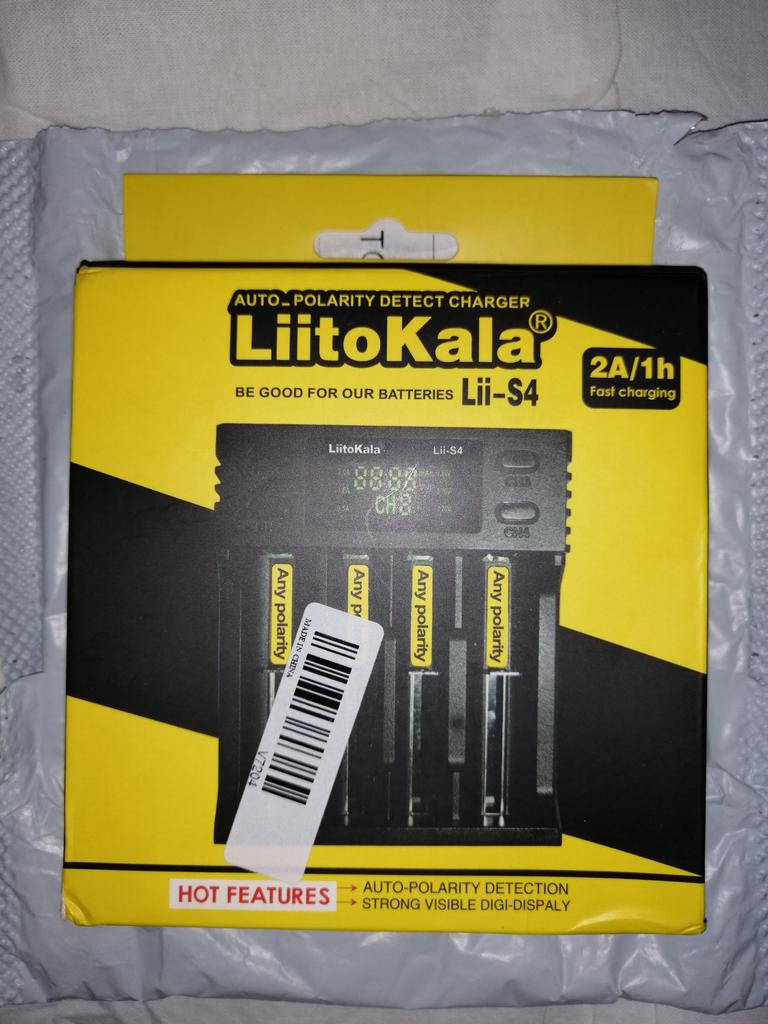 AUTO-POLARITY DETECT CHARGER
LiitoKala®
BE GOOD FOR OUR BATTERIES Lii-S4
2A/1h
Fast charging
LiitoKala Lii-S4
CH8
Any polarity
Any p
Any polarity
Any polarity
MADE IN CHINA
V7204
HOT FEATURES
→ AUTO-POLARITY DETECTION
→ STRONG VISIBLE DIGI-DISPALY